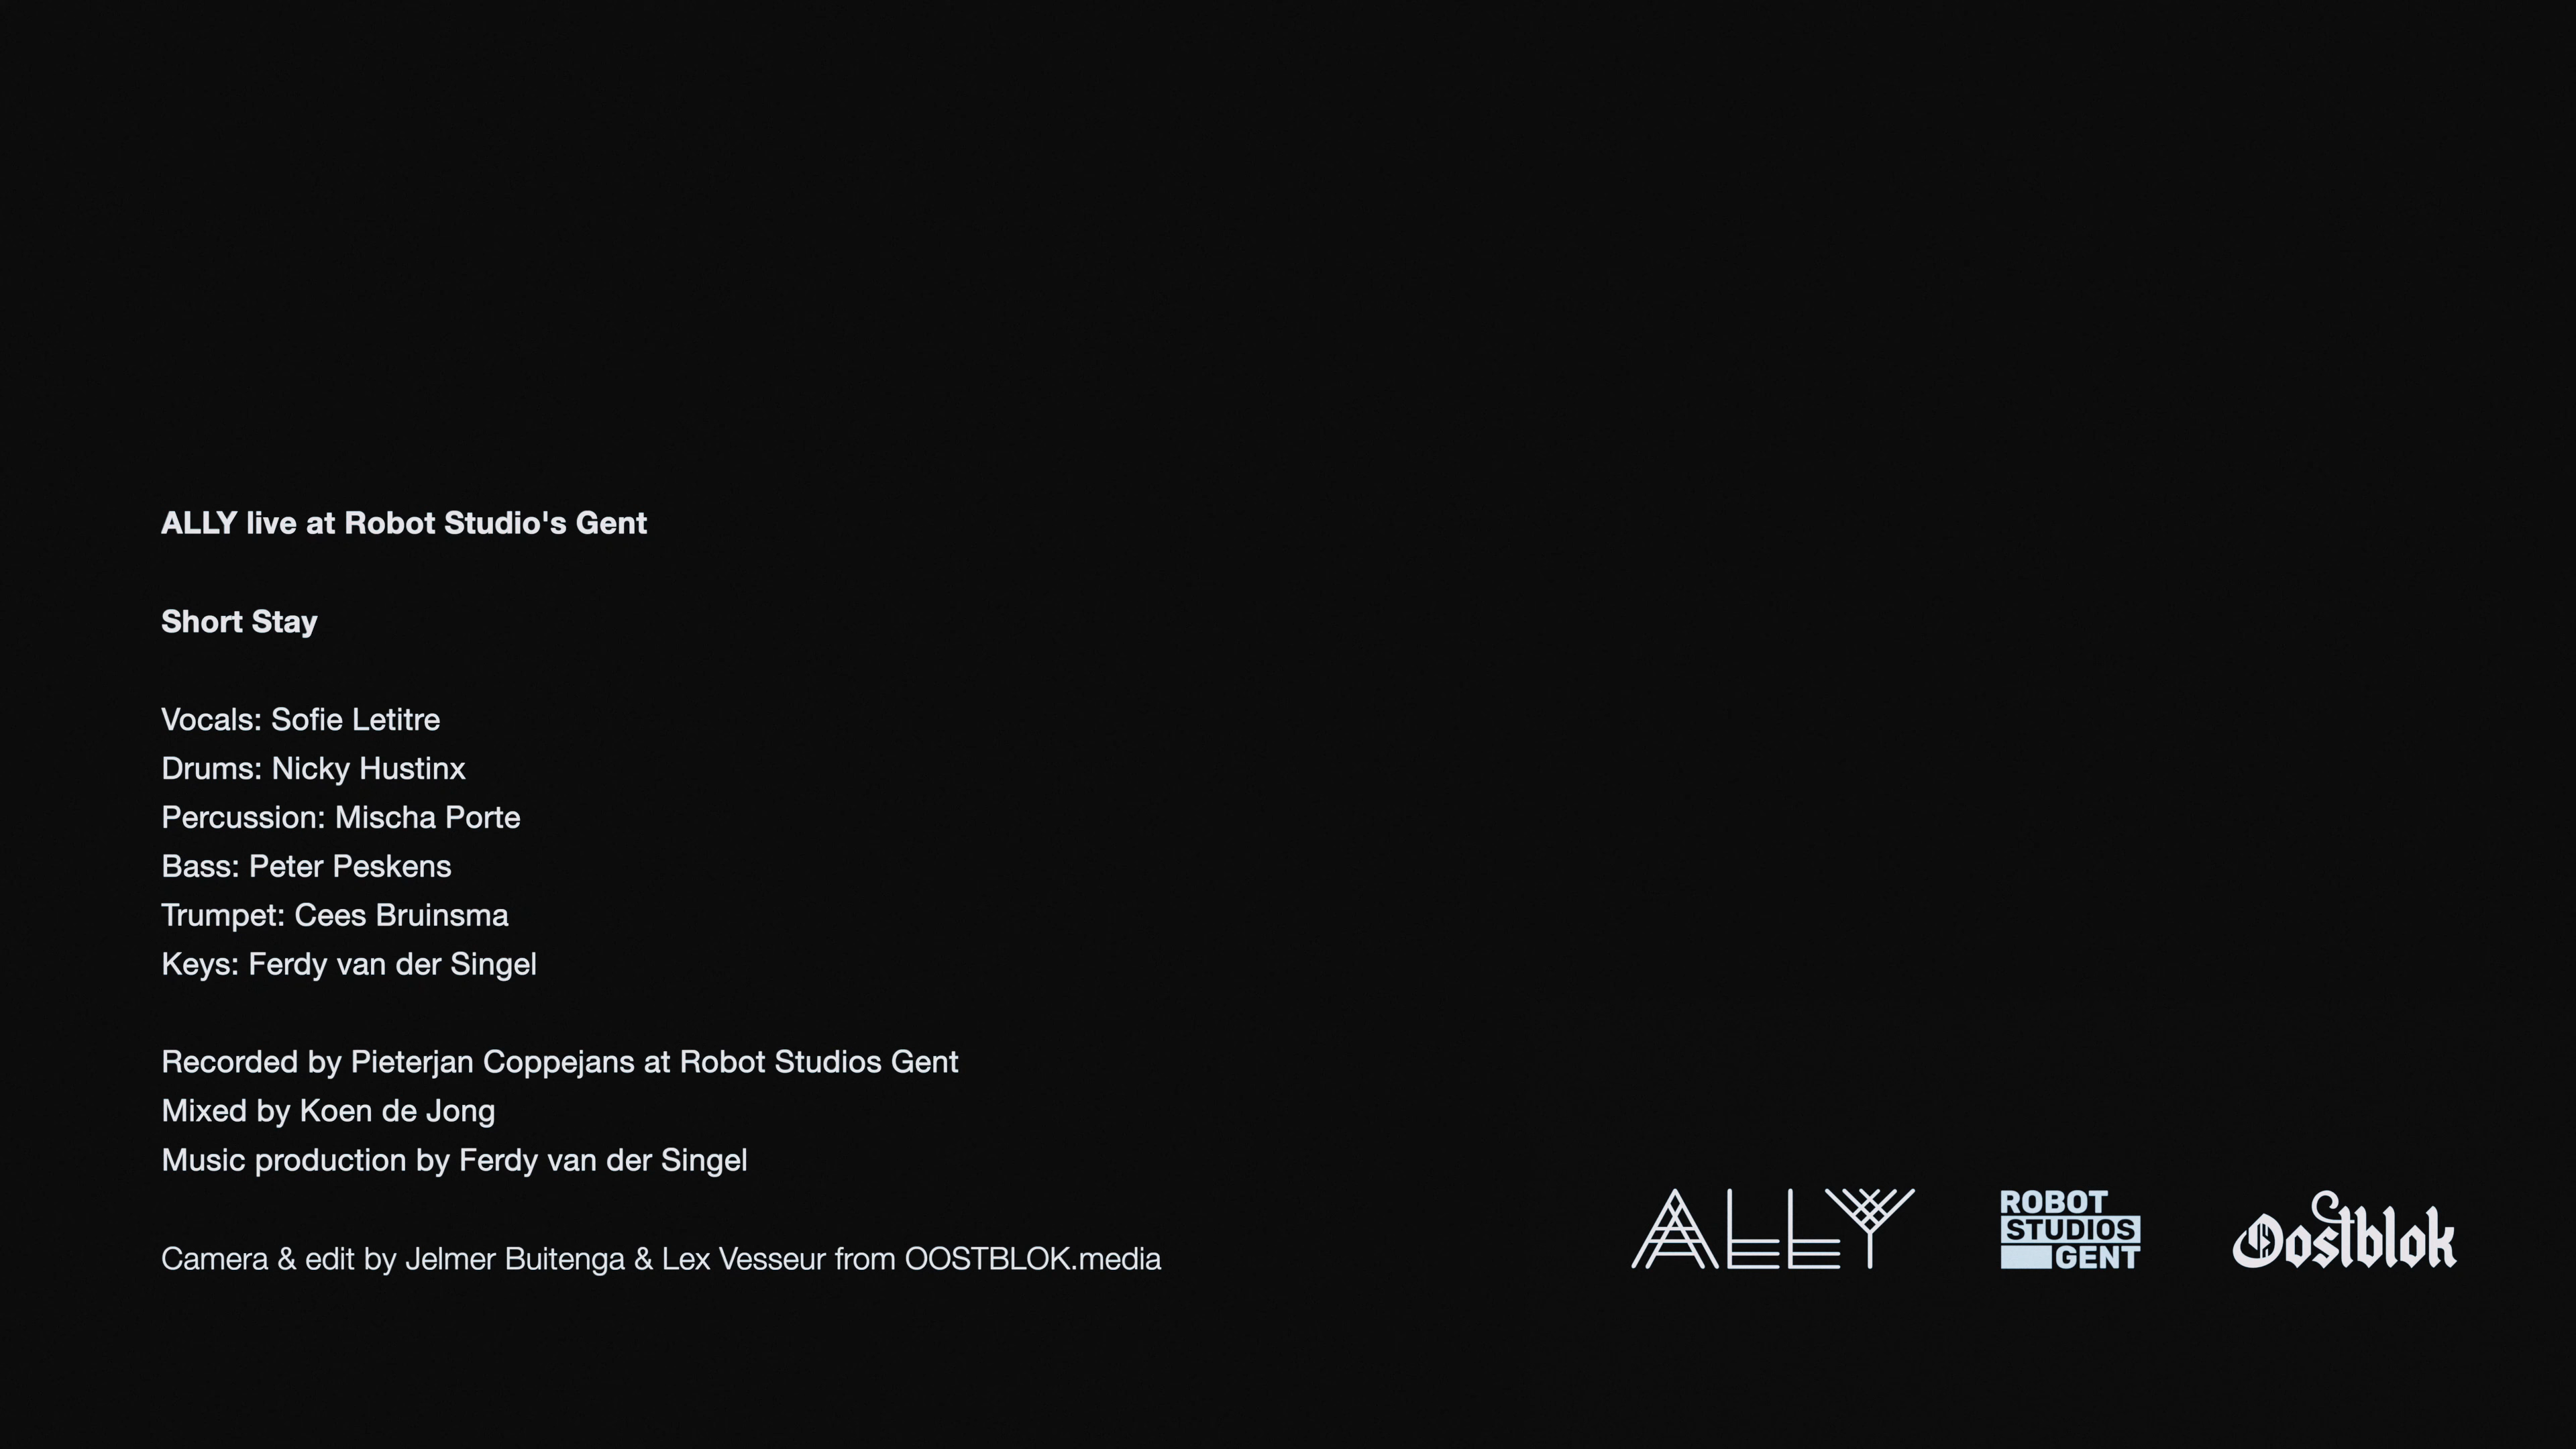 ALLY live at Robot Studio's Gent
Short Stay
Vocals: Sofie Letitre
Drums: Nicky Hustinx
Percussion: Mischa Porte
Bass: Peter Peskens
Trumpet: Cees Bruinsma
Keys: Ferdy van der Singel
Recorded by Pieterjan Coppejans at Robot Studios Gent
Mixed by Koen de Jong
Music production by Ferdy van der Singel
Camera & edit by Jelmer Buitenga & Lex Vesseur from OOSTBLOK.media
ALLY
ROBOT
STUDIOS
GENT
Oostblok